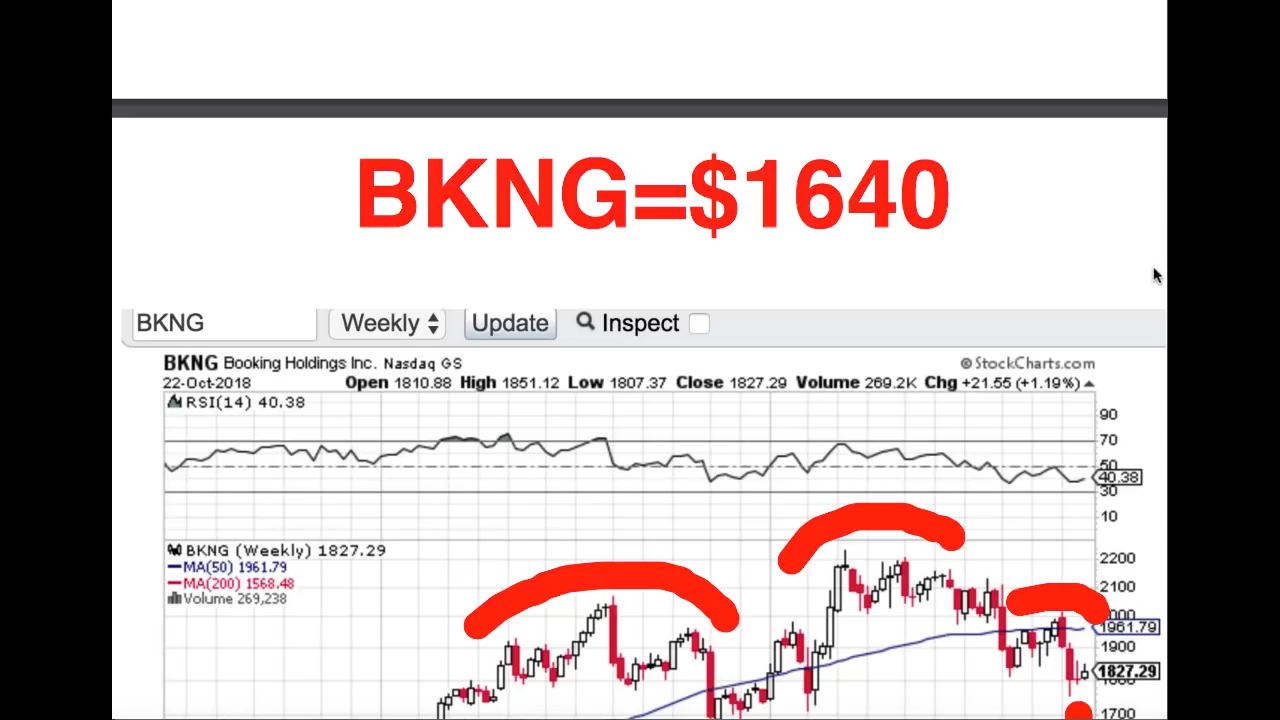 BKNG=$1640
BKNG Weekly Update Inspect
BKNG Booking Holdings Inc. Nasdaq GS © StockCharts.com
22-Oct-2018 Open 1810.88 High 1851.12 Low 1807.37 Close 1827.29 Volume 269.2K Chg +21.55 (+1.19%)
RSI(14) 40.38
90
70
50
40.38
30
10
BKNG (Weekly) 1827.29
MA(50) 1961.79
MA(200) 1568.48
Volume 269,238
2200
2100
1961.79
1900
1827.29
1700